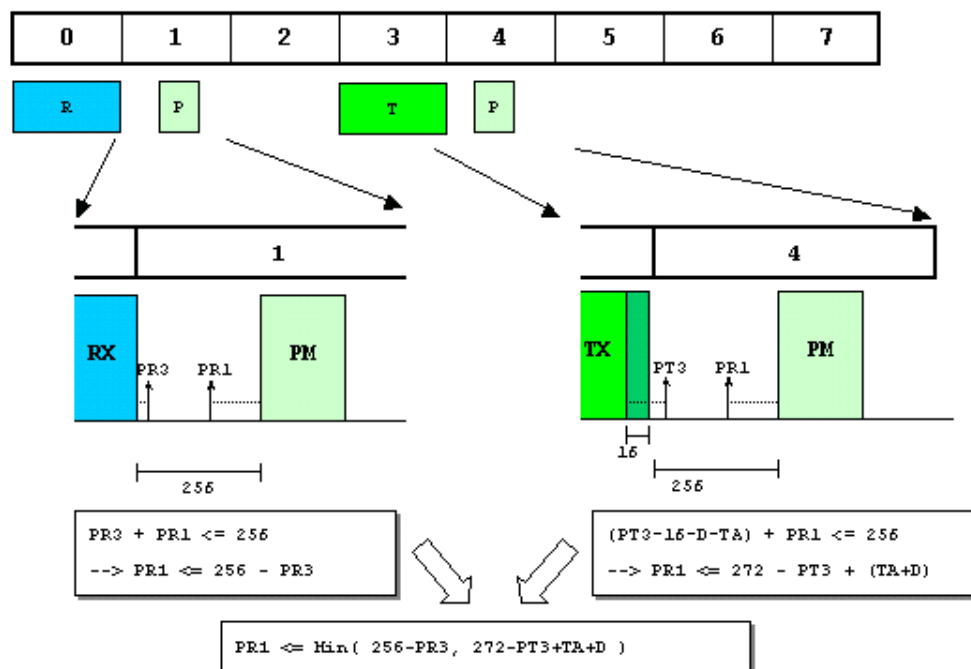 0 1 2 3 4 5 6 7
R P T P
1 4
RX PM TX PM
PR3 PR1 PT3 PR1
16
256 256
PR3 + PR1 <= 256
--> PR1 <= 256 - PR3
(PT3-16-D-TA) + PR1 <= 256
--> PR1 <= 272 - PT3 + (TA+D)
PR1 <= Min( 256-PR3, 272-PT3+TA+D )